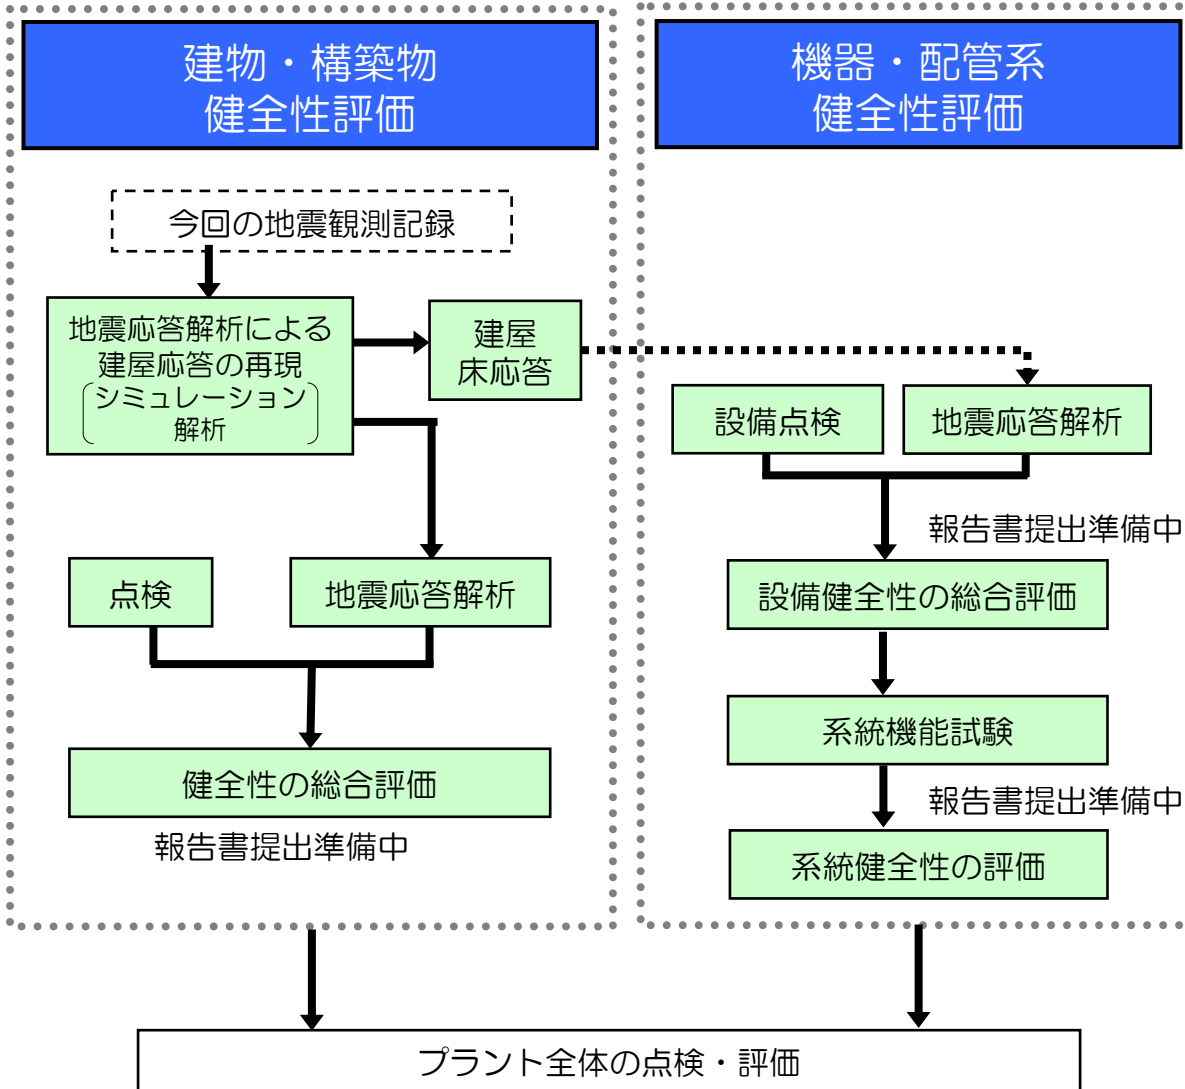 建物・構築物
健全性評価
今回の地震観測記録
地震応答解析による
建屋応答の再現
シミュレーション
解析
建屋
床応答
点検
地震応答解析
健全性の総合評価
報告書提出準備中
機器・配管系
健全性評価
設備点検
地震応答解析
報告書提出準備中
設備健全性の総合評価
系統機能試験
報告書提出準備中
系統健全性の評価
プラント全体の点検・評価